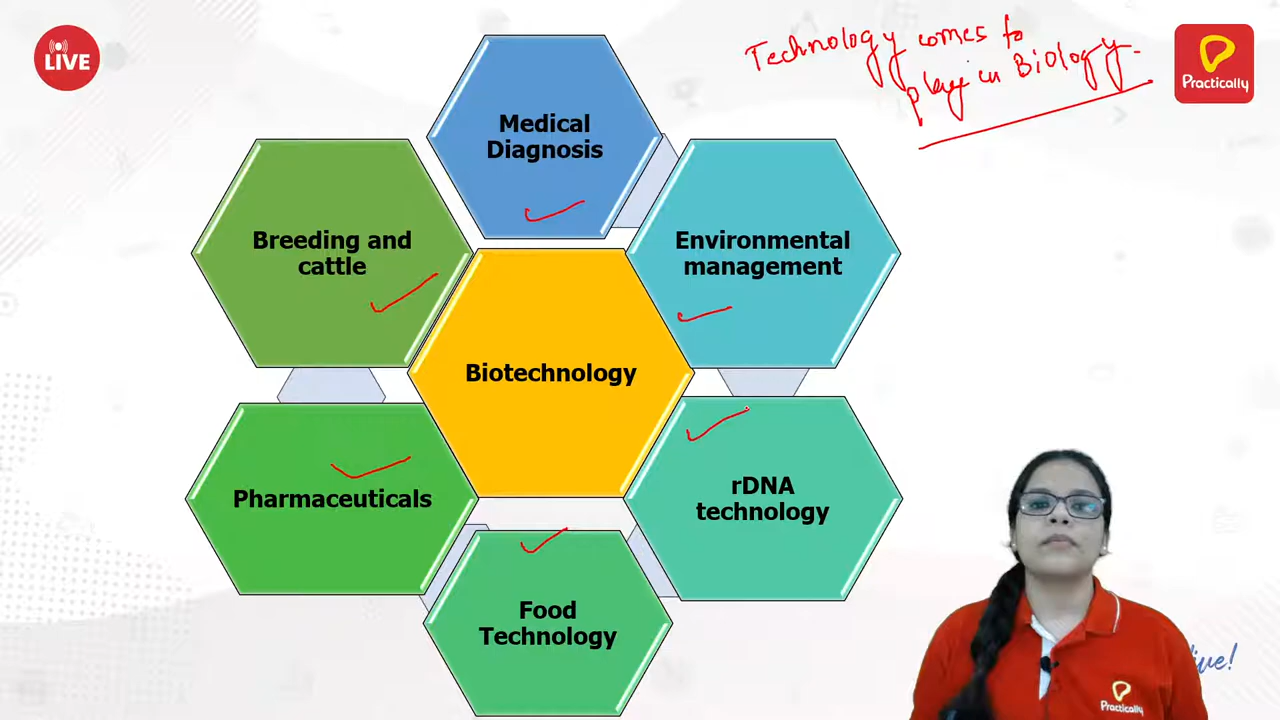 LIVE
Technology comes to
play in Biology.
Practically
Medical
Diagnosis
Breeding and
cattle
Environmental
management
Biotechnology
Pharmaceuticals
rDNA
technology
Food
Technology
ive!
Practically